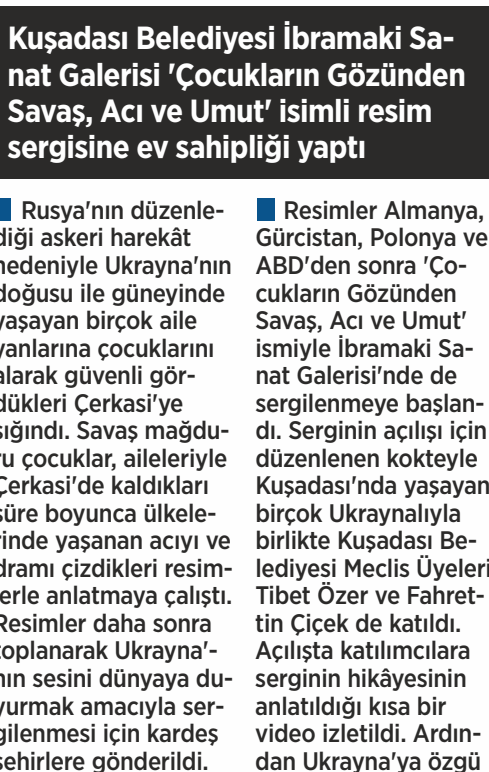 Kuşadası Belediyesi İbramaki Sa-
nat Galerisi 'Çocukların Gözünden
Savaş, Acı ve Umut' isimli resim
sergisine ev sahipliği yaptı
Rusya'nın düzenle-
diği askeri harekât
nedeniyle Ukrayna'nın
doğusu ile güneyinde
yaşayan birçok aile
yanlarına çocuklarını
alarak güvenli gör-
dükleri Çerkasi'ye
sığındı. Savaş mağdu-
ru çocuklar, aileleriyle
Çerkasi'de kaldıkları
süre boyunca ülkele-
rinde yaşanan acıyı ve
dramı çizdikleri resim-
lerle anlatmaya çalıştı.
Resimler daha sonra
toplanarak Ukrayna'-
nın sesini dünyaya du-
yurmak amacıyla ser-
gilenmesi için kardeş
şehirlere gönderildi.
Resimler Almanya,
Gürcistan, Polonya ve
ABD'den sonra 'Ço-
cukların Gözünden
Savaş, Acı ve Umut'
ismiyle İbramaki Sa-
nat Galerisi'nde de
sergilenmeye başlan-
dı. Serginin açılışı için
düzenlenen kokteyle
Kuşadası'nda yaşayan
birçok Ukraynalıyla
birlikte Kuşadası Be-
lediyesi Meclis Üyeleri
Tibet Özer ve Fahret-
tin Çiçek de katıldı.
Açılışta katılımcılara
serginin hikâyesinin
anlatıldığı kısa bir
video izletildi. Ardın-
dan Ukrayna'ya özgü